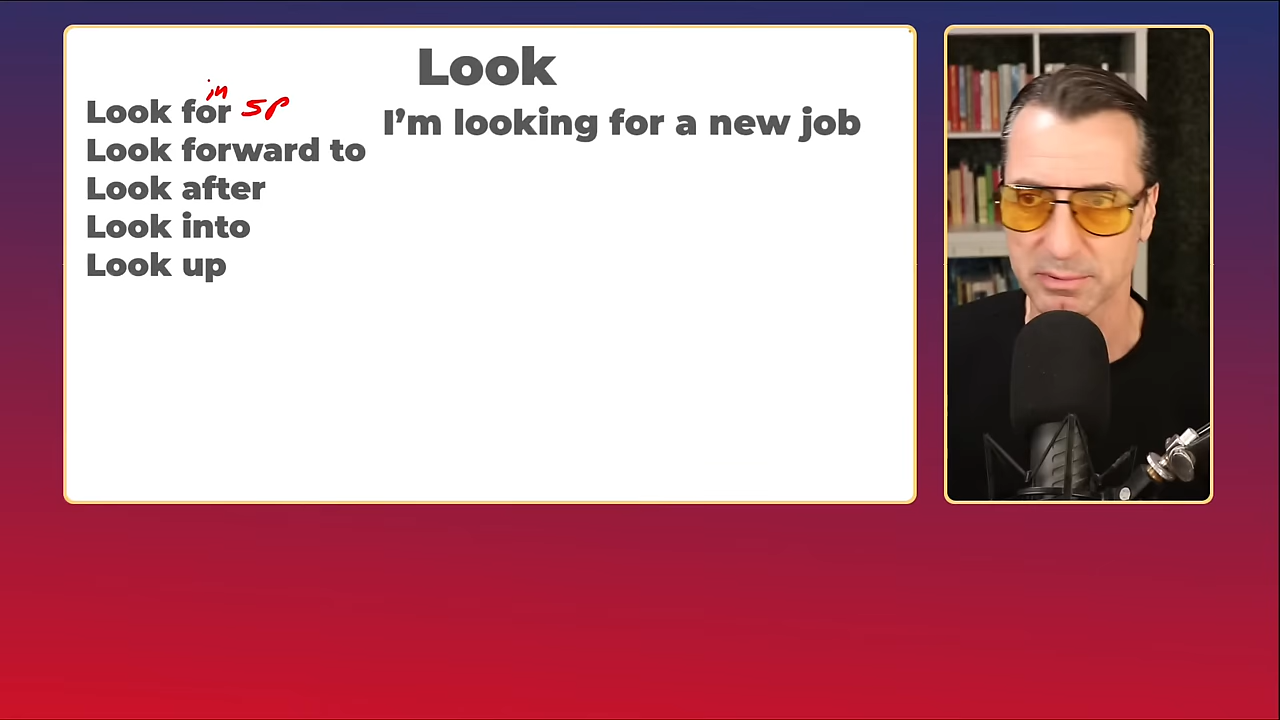 Look
in
Look for sp
I'm looking for a new job
Look forward to
Look after
Look into
Look up